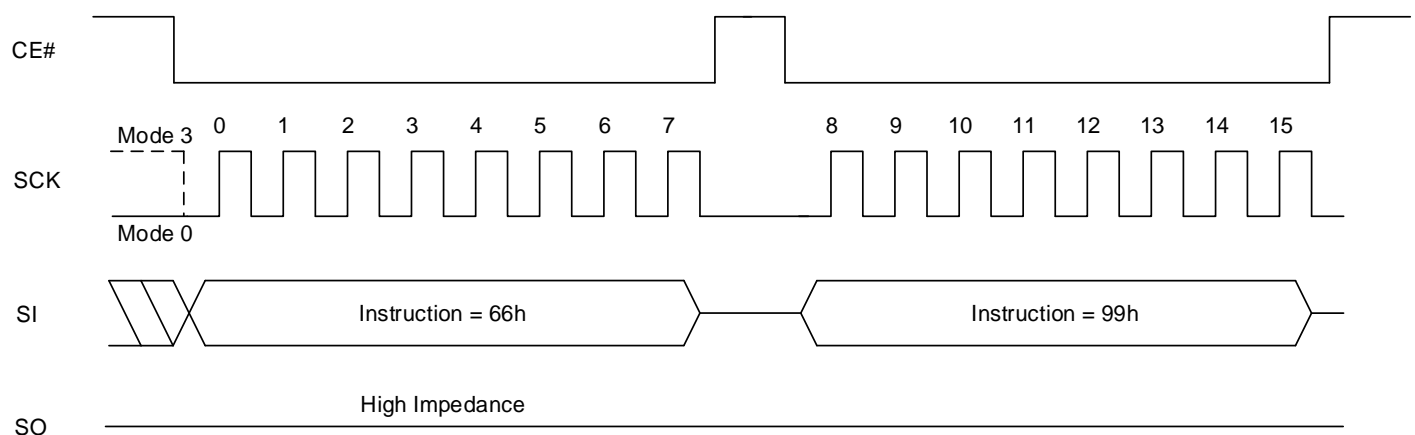 CE#
Mode 3
0 1 2 3 4 5 6 7 8 9 10 11 12 13 14 15
SCK
Mode 0
SI
Instruction = 66h
Instruction = 99h
High Impedance
SO